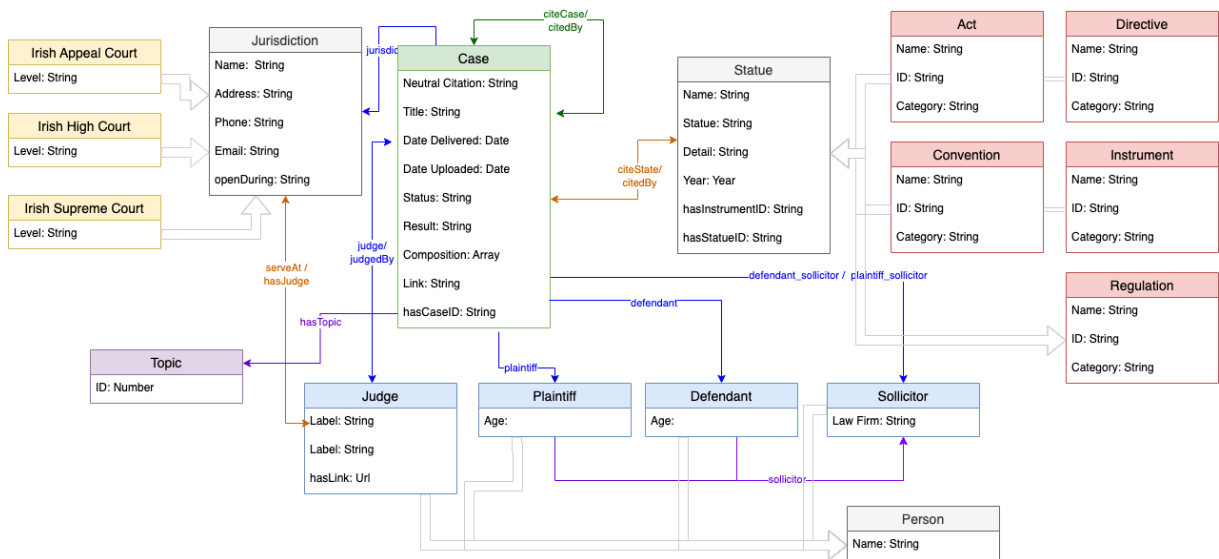 Irish Appeal Court
Level: String
Irish High Court
Level: String
Irish Supreme Court
Level: String
Jurisdiction
Name:  String
Address: String
Phone: String
Email: String
openDuring: String
jurisdic
citeCase/
citedBy
Case
Neutral Citation: String
Title: String
Date Delivered: Date
Date Uploaded: Date
Status: String
Result: String
Composition: Array
Link: String
hasCaseID: String
judge/
judgedBy
citeState/
citedBy
serveAt /
hasJudge
Statue
Name: String
Statue: String
Detail: String
Year: Year
hasInstrumentID: String
hasStatueID: String
Act
Name: String
ID: String
Category: String
Directive
Name: String
ID: String
Category: String
Convention
Name: String
ID: String
Category: String
Instrument
Name: String
ID: String
Category: String
Regulation
Name: String
ID: String
Category: String
defendant_sollicitor /  plaintiff_sollicitor
defendant
hasTopic
plaintiff
Topic
ID: Number
Judge
Label: String
Label: String
hasLink: Url
Plaintiff
Age:
Defendant
Age:
Sollicitor
Law Firm: String
sollicitor
Person
Name: String